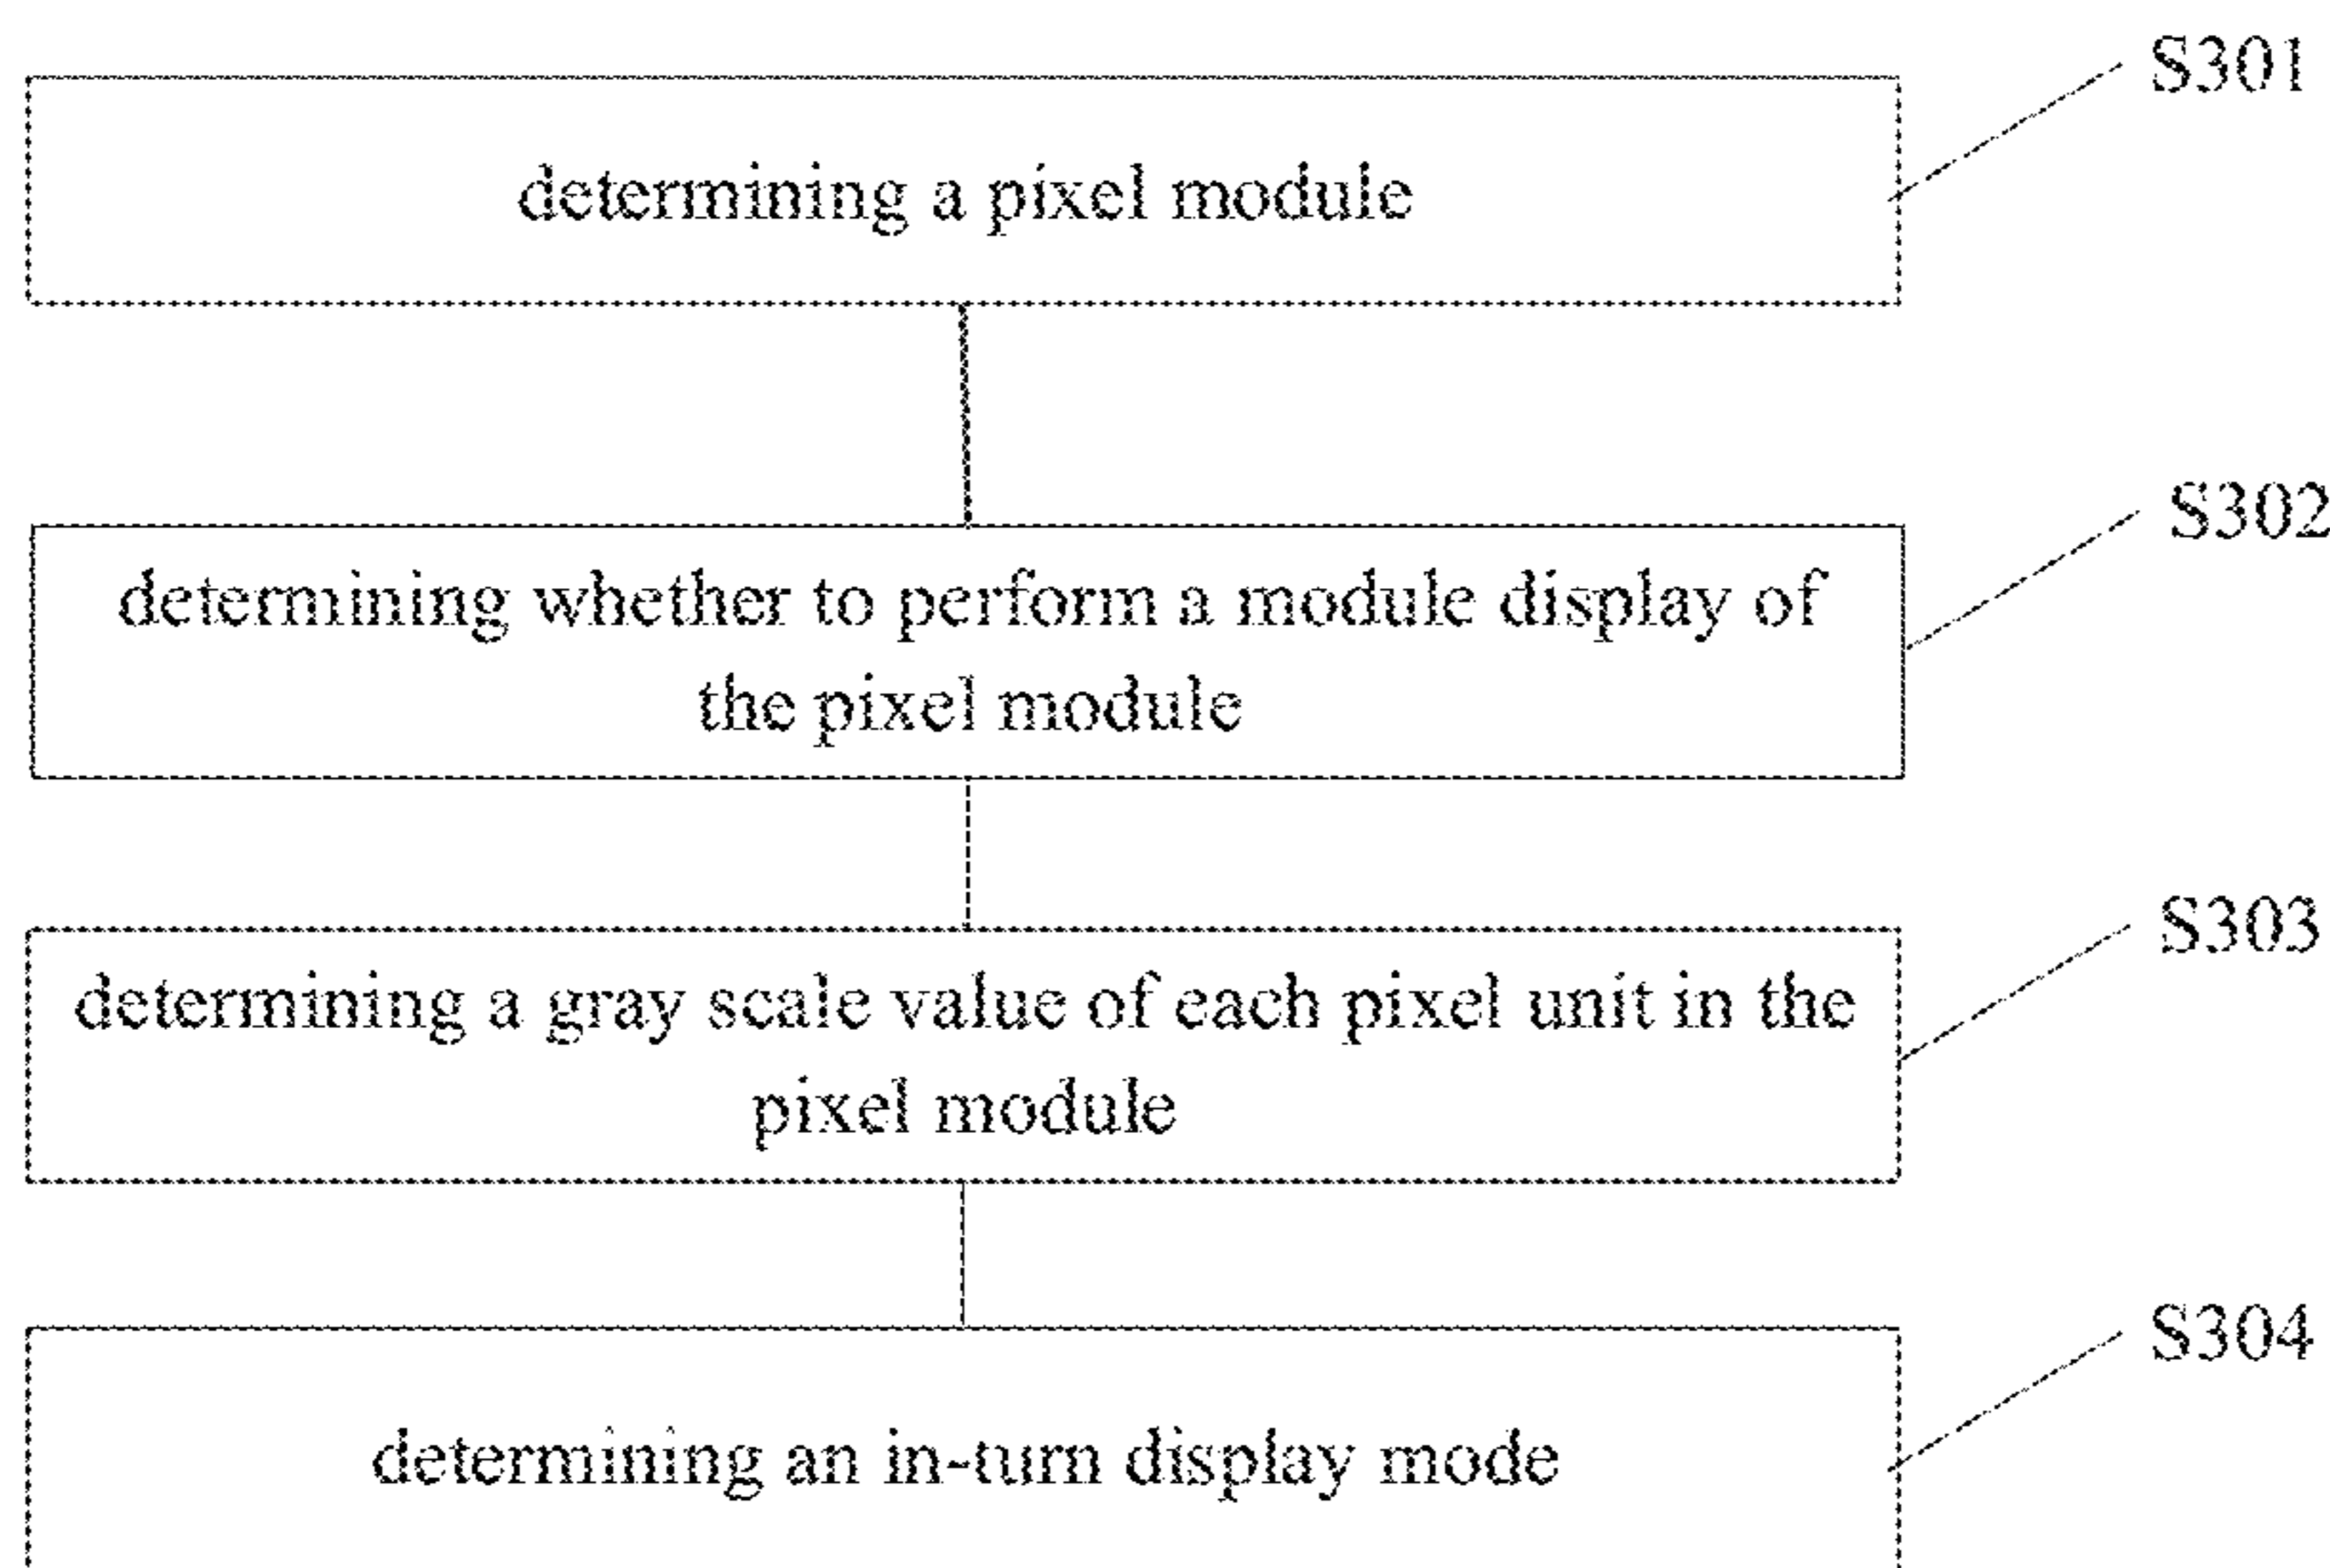 S301
determining a pixel module
S302
determining whether to perform a module display of
the pixel module
S303
determining a gray scale value of each pixel unit in the
pixel module
S304
determining an in-turn display mode